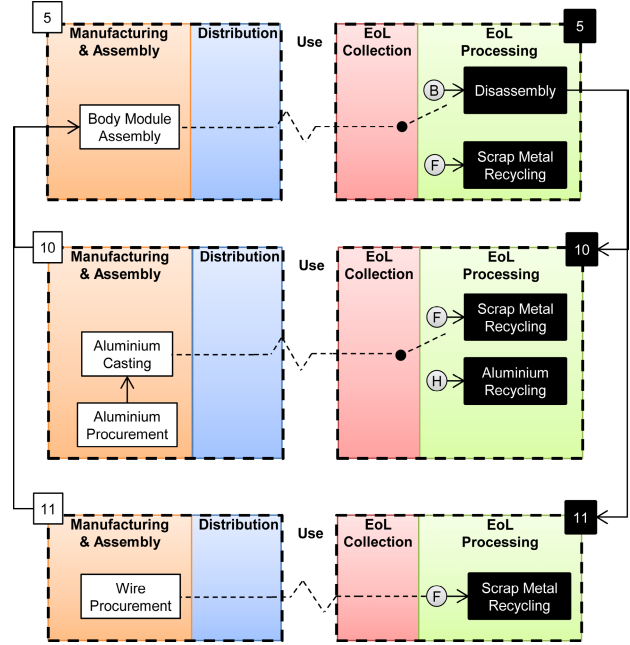 5
5
Manufacturing
& Assembly
Distribution
Use
EoL
Collection
EoL
Processing
Body Module
Assembly
B
Disassembly
F
Scrap Metal
Recycling
10
10
Manufacturing
& Assembly
Distribution
Use
EoL
Collection
EoL
Processing
Aluminium
Casting
Aluminium
Procurement
F
Scrap Metal
Recycling
H
Aluminium
Recycling
11
11
Manufacturing
& Assembly
Distribution
Use
EoL
Collection
EoL
Processing
Wire
Procurement
F
Scrap Metal
Recycling